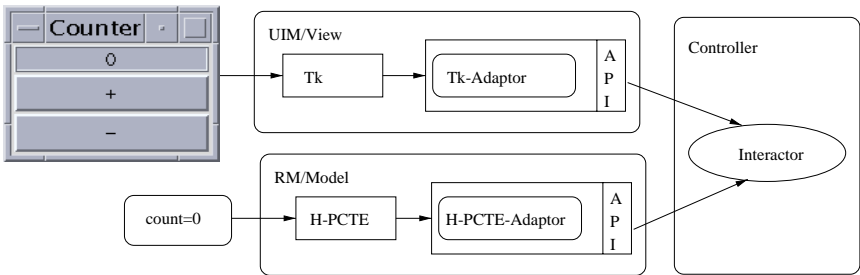 Counter
0
+
−
UIM/View
Tk
Tk-Adaptor
A
P
I
Controller
Interactor
RM/Model
count=0
H-PCTE
H-PCTE-Adaptor
A
P
I